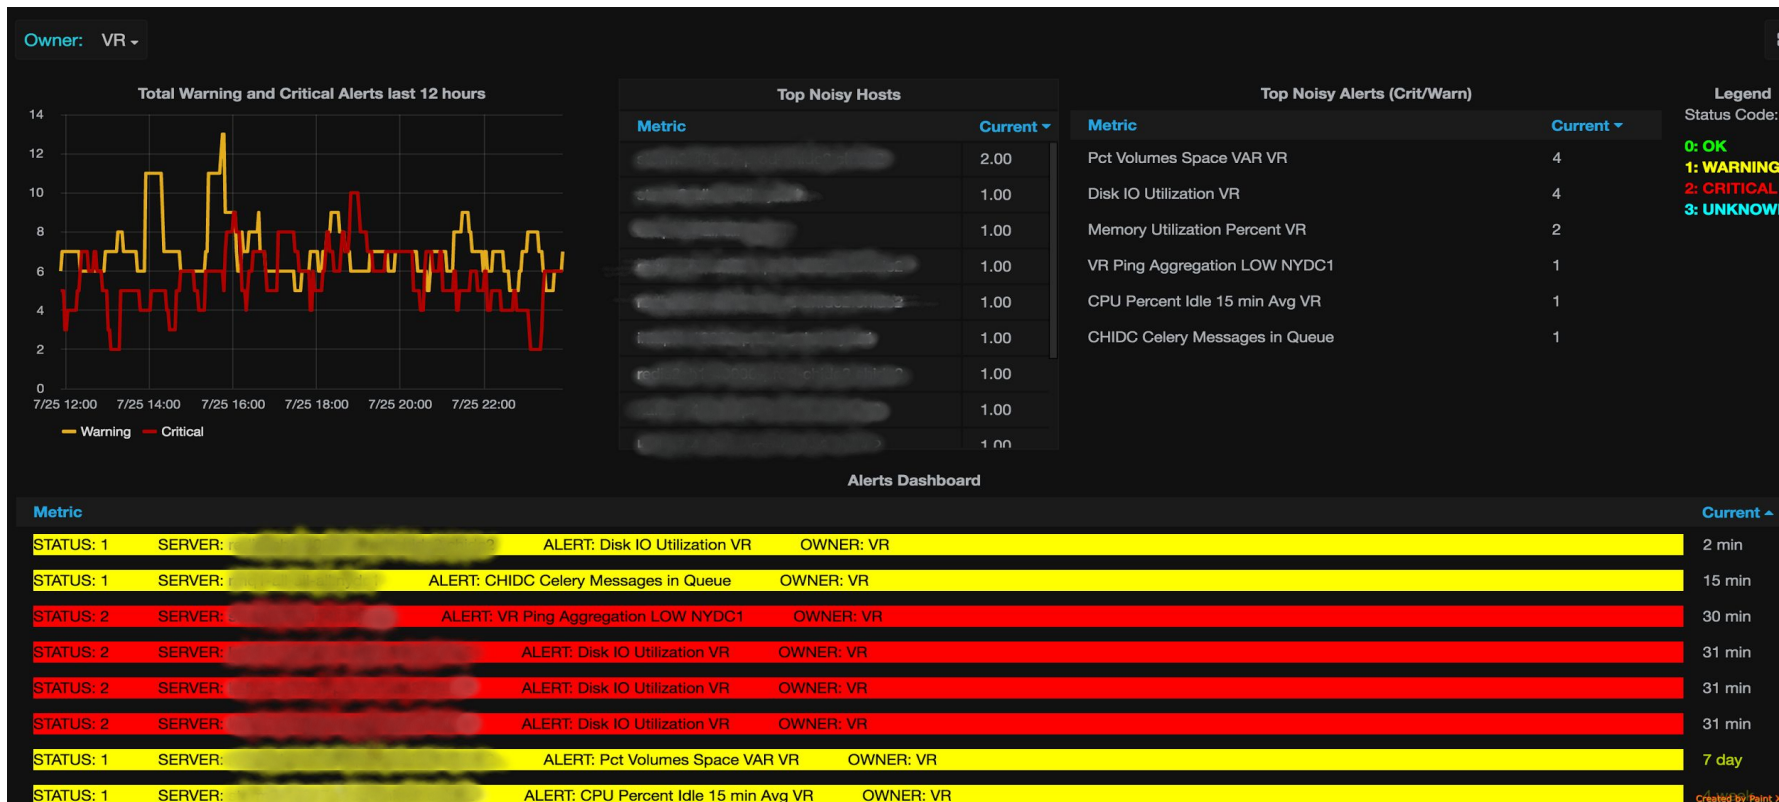 Owner: VR
Total Warning and Critical Alerts last 12 hours
14
12
10
8
6
4
2
0
7/25 12:00 7/25 14:00 7/25 16:00 7/25 18:00 7/25 20:00 7/25 22:00
Warning Critical
Top Noisy Hosts
Metric Current
2.00
1.00
1.00
1.00
1.00
1.00
1.00
1.00
1.00
Top Noisy Alerts (Crit/Warn)
Metric Current
Pct Volumes Space VAR VR 4
Disk IO Utilization VR 4
Memory Utilization Percent VR 2
VR Ping Aggregation LOW NYDC1 1
CPU Percent Idle 15 min Avg VR 1
CHIDC Celery Messages in Queue 1
Legend
Status Code:
0: OK
1: WARNING
2: CRITICAL
3: UNKNOW
Alerts Dashboard
Metric Current
STATUS: 1 SERVER: ALERT: Disk IO Utilization VR OWNER: VR 2 min
STATUS: 1 SERVER: ALERT: CHIDC Celery Messages in Queue OWNER: VR 15 min
STATUS: 2 SERVER: ALERT: VR Ping Aggregation LOW NYDC1 OWNER: VR 30 min
STATUS: 2 SERVER: ALERT: Disk IO Utilization VR OWNER: VR 31 min
STATUS: 2 SERVER: ALERT: Disk IO Utilization VR OWNER: VR 31 min
STATUS: 2 SERVER: ALERT: Disk IO Utilization VR OWNER: VR 31 min
STATUS: 1 SERVER: ALERT: Pct Volumes Space VAR VR OWNER: VR 7 day
STATUS: 1 SERVER: ALERT: CPU Percent Idle 15 min Avg VR OWNER: VR 4 week
Created by Paint X